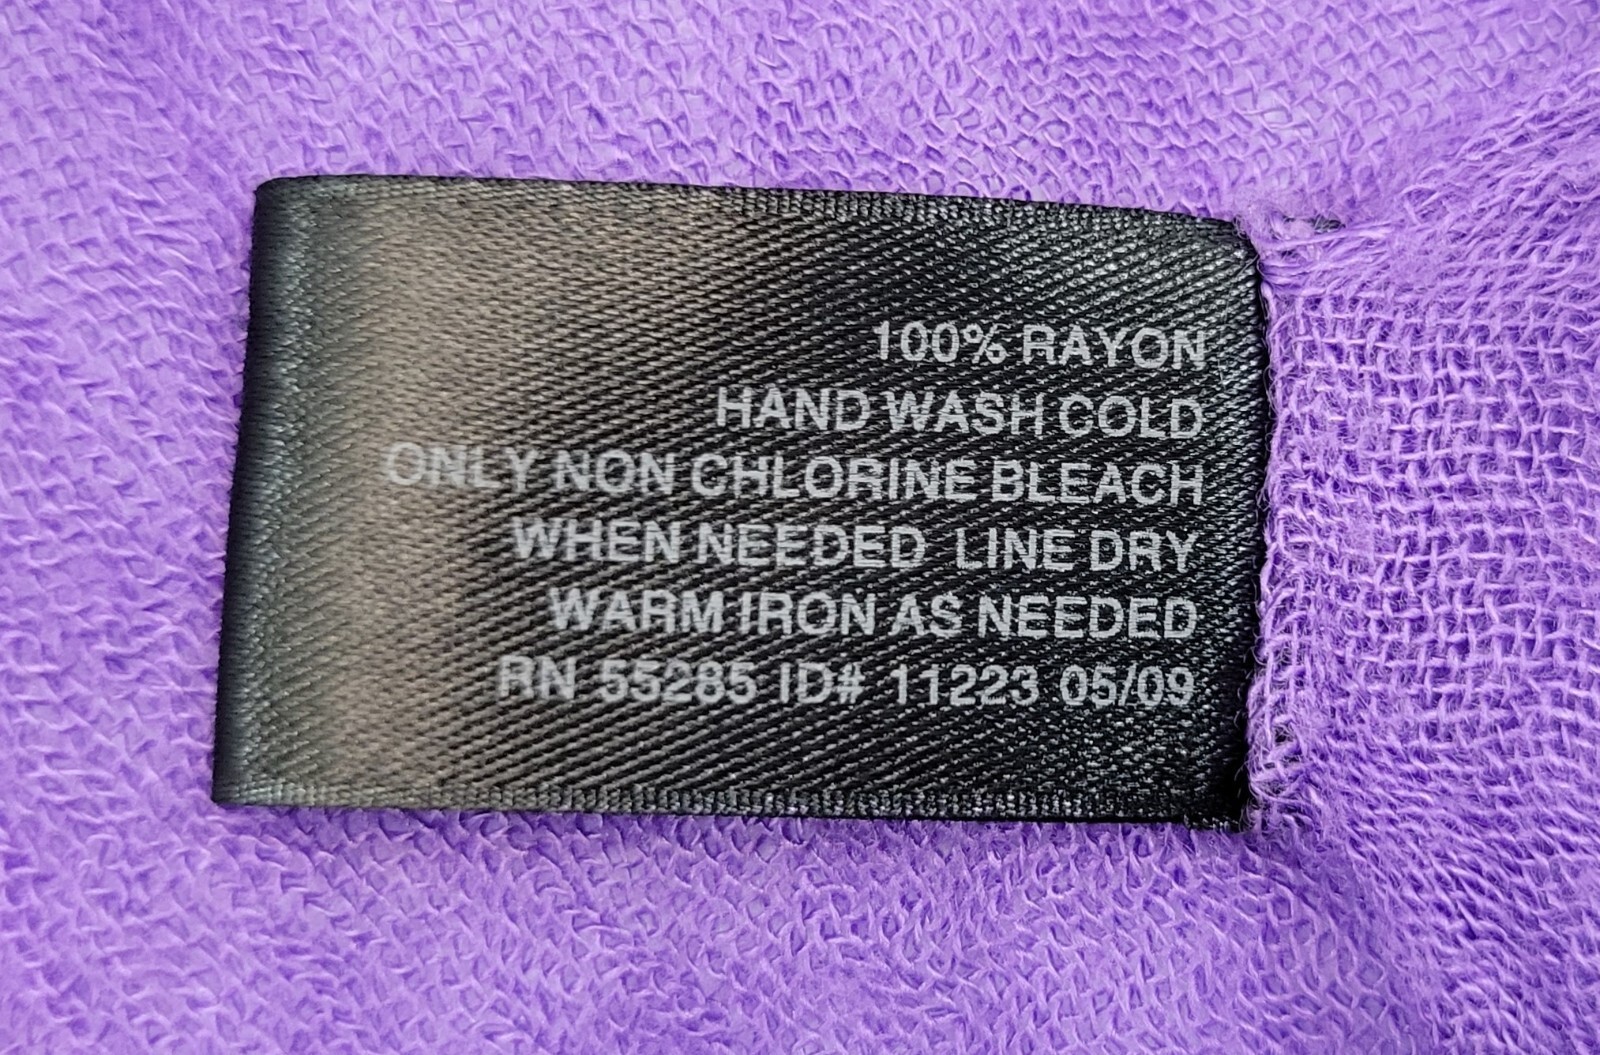 100% RAYON
HAND WASH COLD
ONLY NON CHLORINE BLEACH
WHEN NEEDED LINE DRY
WARM IRON AS NEEDED
RN 55285 ID# 11223 05/09